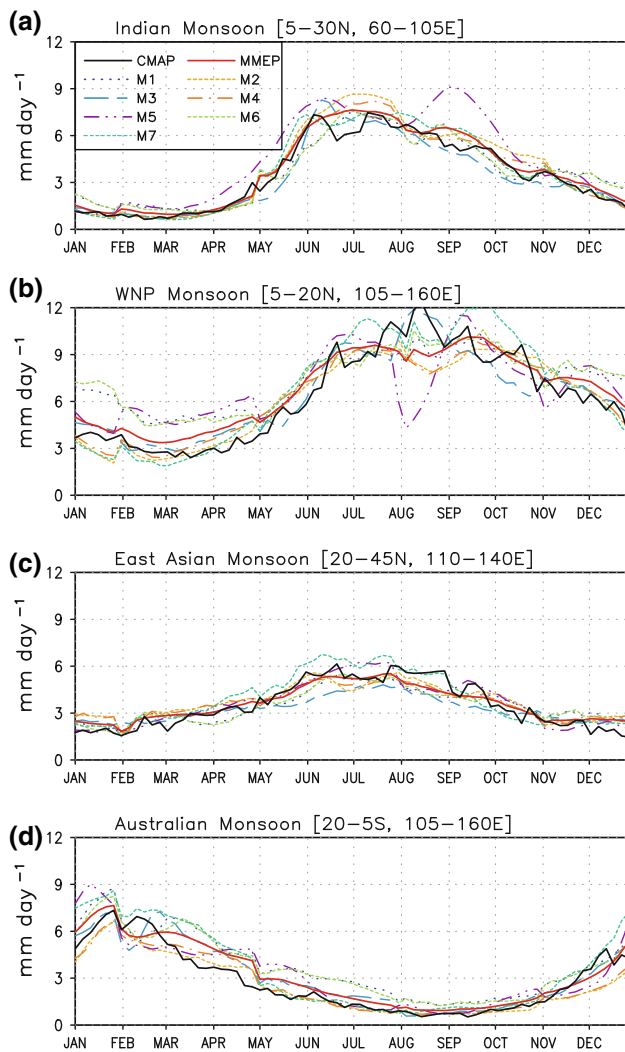 (a) Indian Monsoon [5-30N, 60-105E]
12
CMAP MMEP
M1 M2
9
M3 M4
M5 M6
M7
6
3
0
mm day -1
JAN FEB MAR APR MAY JUN JUL AUG SEP OCT NOV DEC
(b) WNP Monsoon [5-20N, 105-160E]
12
9
6
3
0
mm day -1
JAN FEB MAR APR MAY JUN JUL AUG SEP OCT NOV DEC
(c) East Asian Monsoon [20-45N, 110-140E]
12
9
6
3
0
mm day -1
JAN FEB MAR APR MAY JUN JUL AUG SEP OCT NOV DEC
(d) Australian Monsoon [20-5S, 105-160E]
12
9
6
3
0
mm day -1
JAN FEB MAR APR MAY JUN JUL AUG SEP OCT NOV DEC